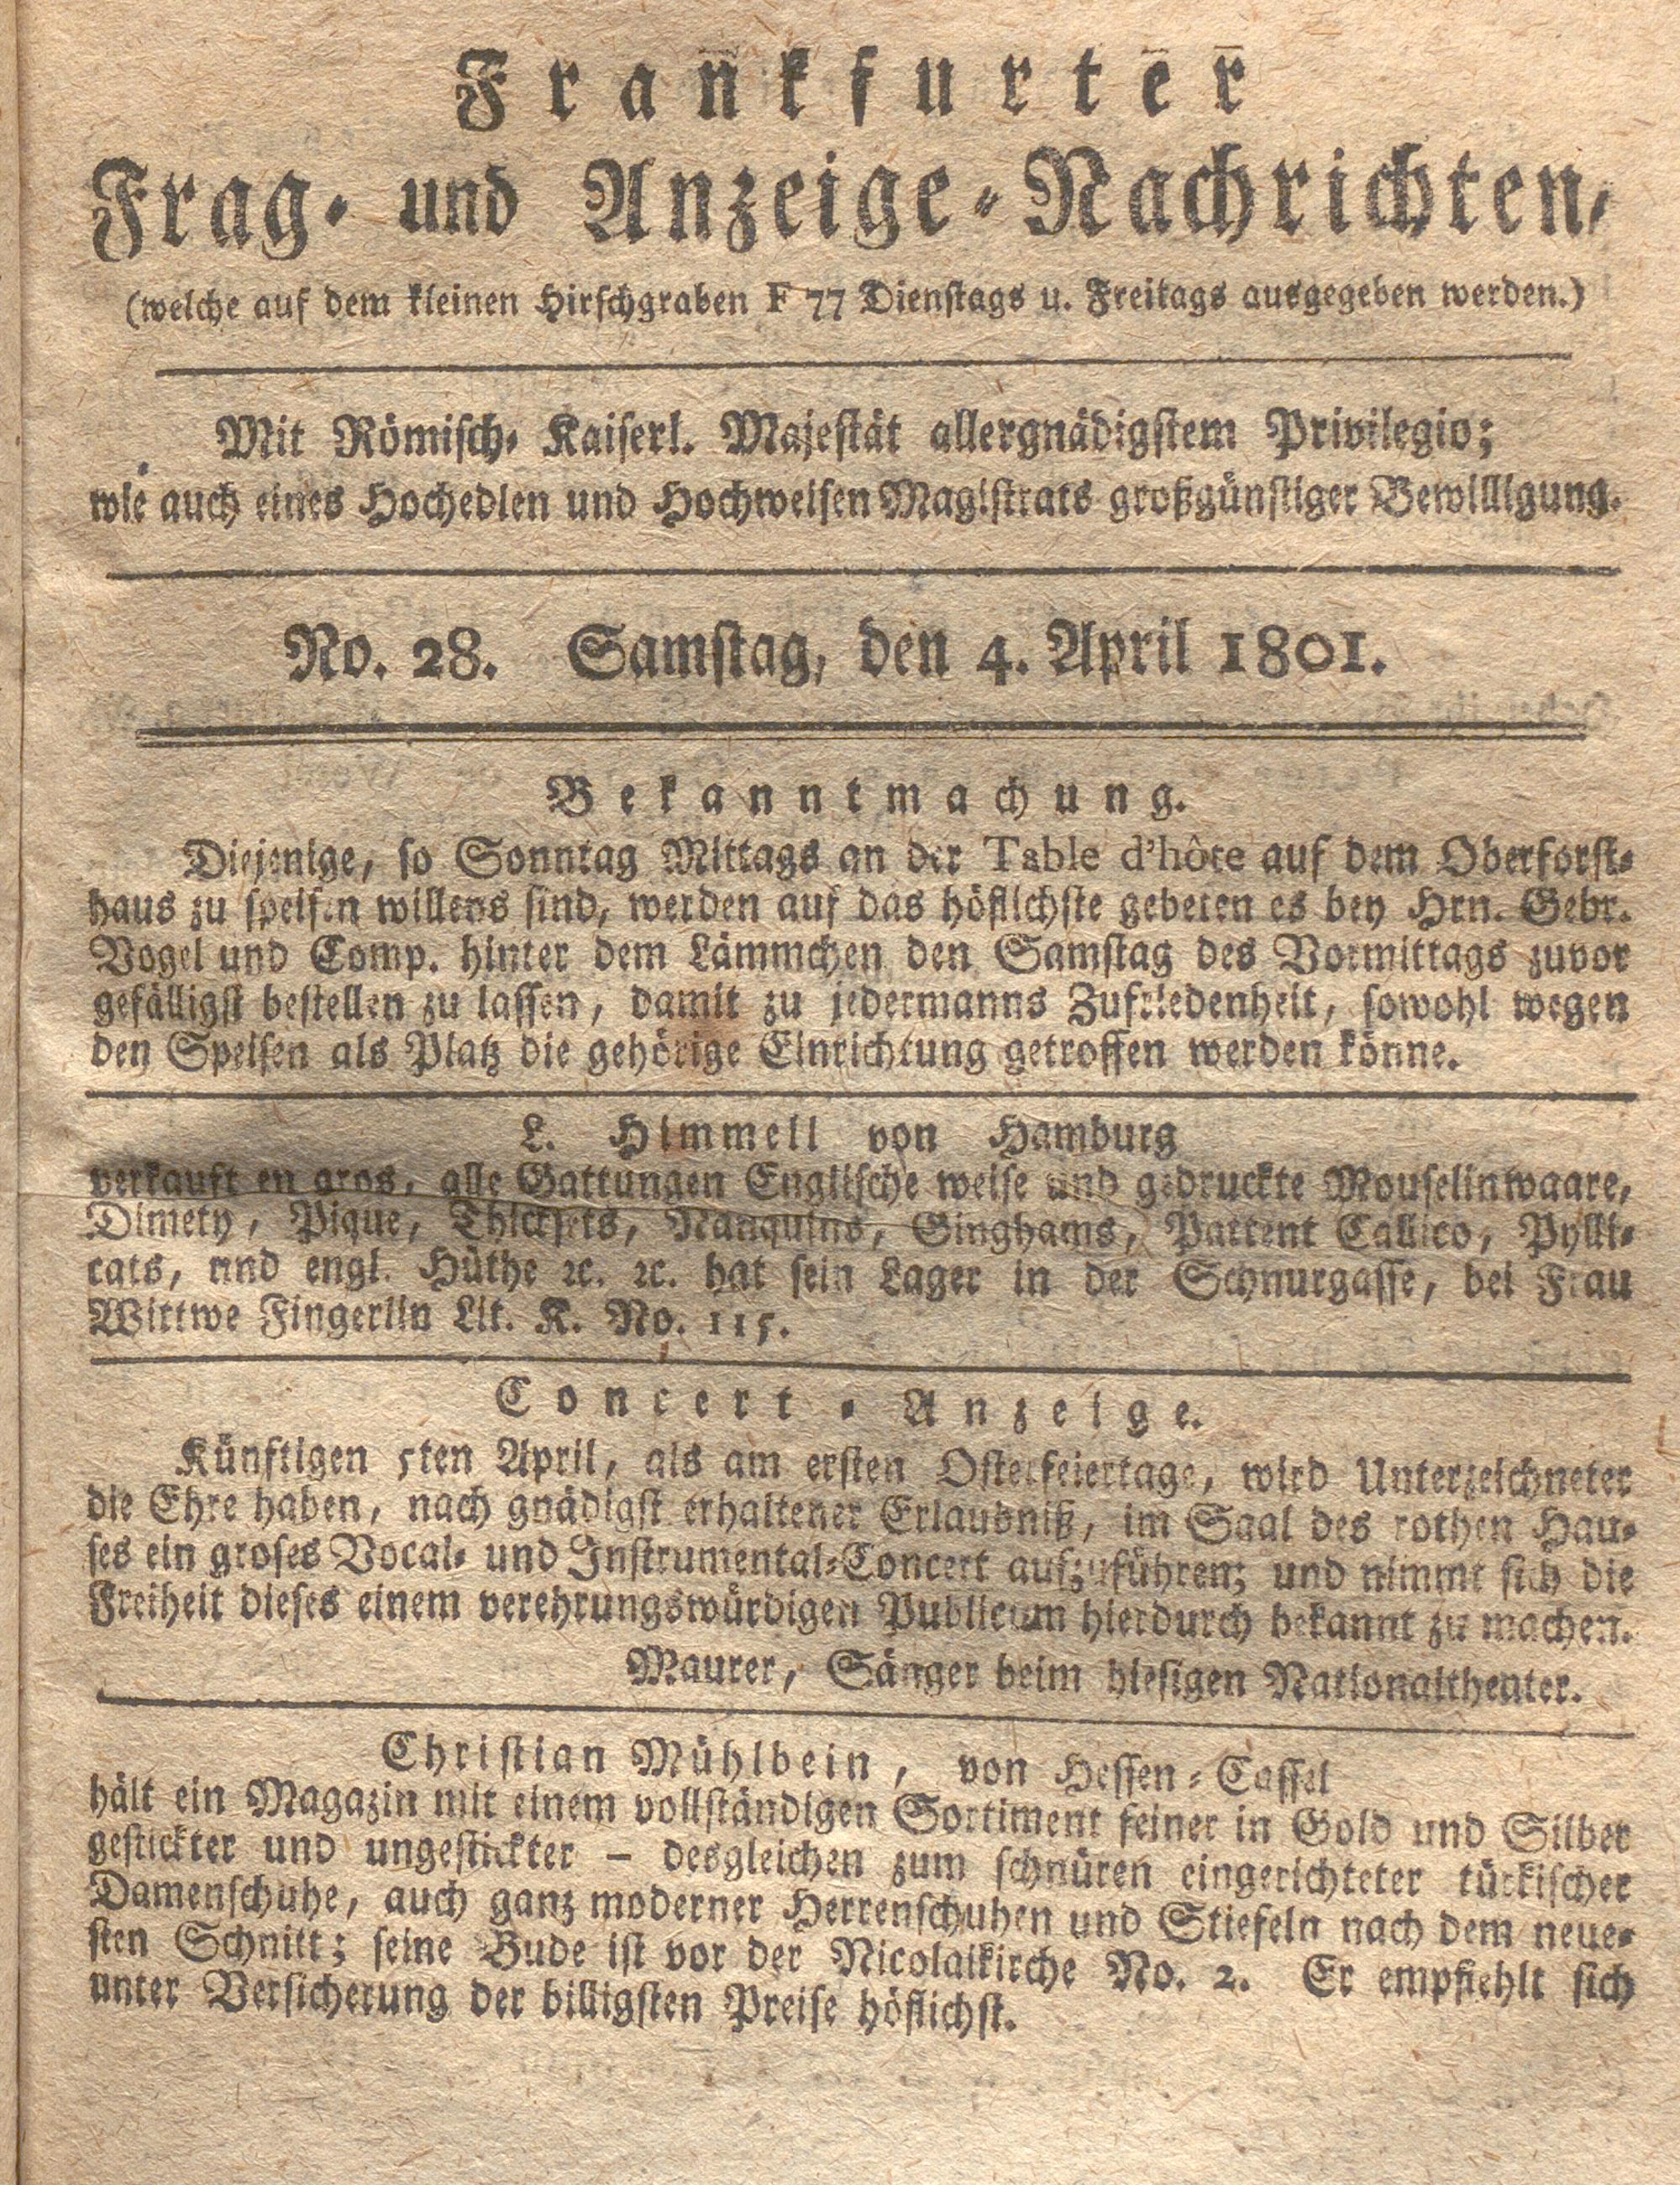 Frankfurter
Frag- und Anzeige-Nachrichten,
(welche auf dem kleinen Hirschgraben F 77 Dienstags u. Freitags ausgegeben werden.)
Mit Römisch- Kaiserl. Majestät allergnädigstem Privilegio;
wie auch eines Hochedlen und Hochweisen Magistrats großgünstiger Bewilligung.
No. 28. Samstag, den 4. April 1801.
Bekanntmachung.
Diejenige, so Sonntag Mittags an der Table d'hôte auf dem Oberforst-
haus zu speisen willens sind, werden auf das höflichste gebeten es bey Hrn. Gebr.
Vogel und Comp. hinter dem Lämmchen den Samstag des Vormittags zuvor
gefälligst bestellen zu lassen, damit zu jedermanns Zufriedenheit, sowohl wegen
den Speisen als Platz die gehörige Einrichtung getroffen werden könne.
L. Himmell von Hamburg
verkauft en gros, alle Gattungen Englische weise und gedruckte Mouselinwaare,
Dimety, Pique, Thicksets, Nanquins, Ginghams, Pattent Callico, Pylli-
cats, und engl. Hüthe ꝛc. ꝛc. hat sein Lager in der Schnurgasse, bei Frau
Wittwe Fingerlin Lit. K. No. 115.
Concert-Anzeige.
Künftigen 5ten April, als am ersten Osterfeiertage, wird Unterzeichneter
die Ehre haben, nach gnädigst erhaltener Erlaubniß, im Saal des rothen Hau-
ses ein groses Vocal- und Instrumental-Concert aufzuführen; und nimmt sich die
Freiheit dieses einem verehrungswürdigen Publicum hierdurch bekannt zu machen.
Maurer, Sänger beim hiesigen Nationaltheater.
Christian Mühlbein, von Hessen-Cassel
hält ein Magazin mit einem vollständigen Sortiment feiner in Gold und Silber
gestickter und ungestickter – desgleichen zum schnüren eingerichteter türkischer
Damenschuhe, auch ganz moderner Herrenschuhen und Stiefeln nach dem neue-
sten Schnitt; seine Bude ist vor der Nicolaikirche No. 2. Er empfiehlt sich
unter Versicherung der billigsten Preise höflichst.